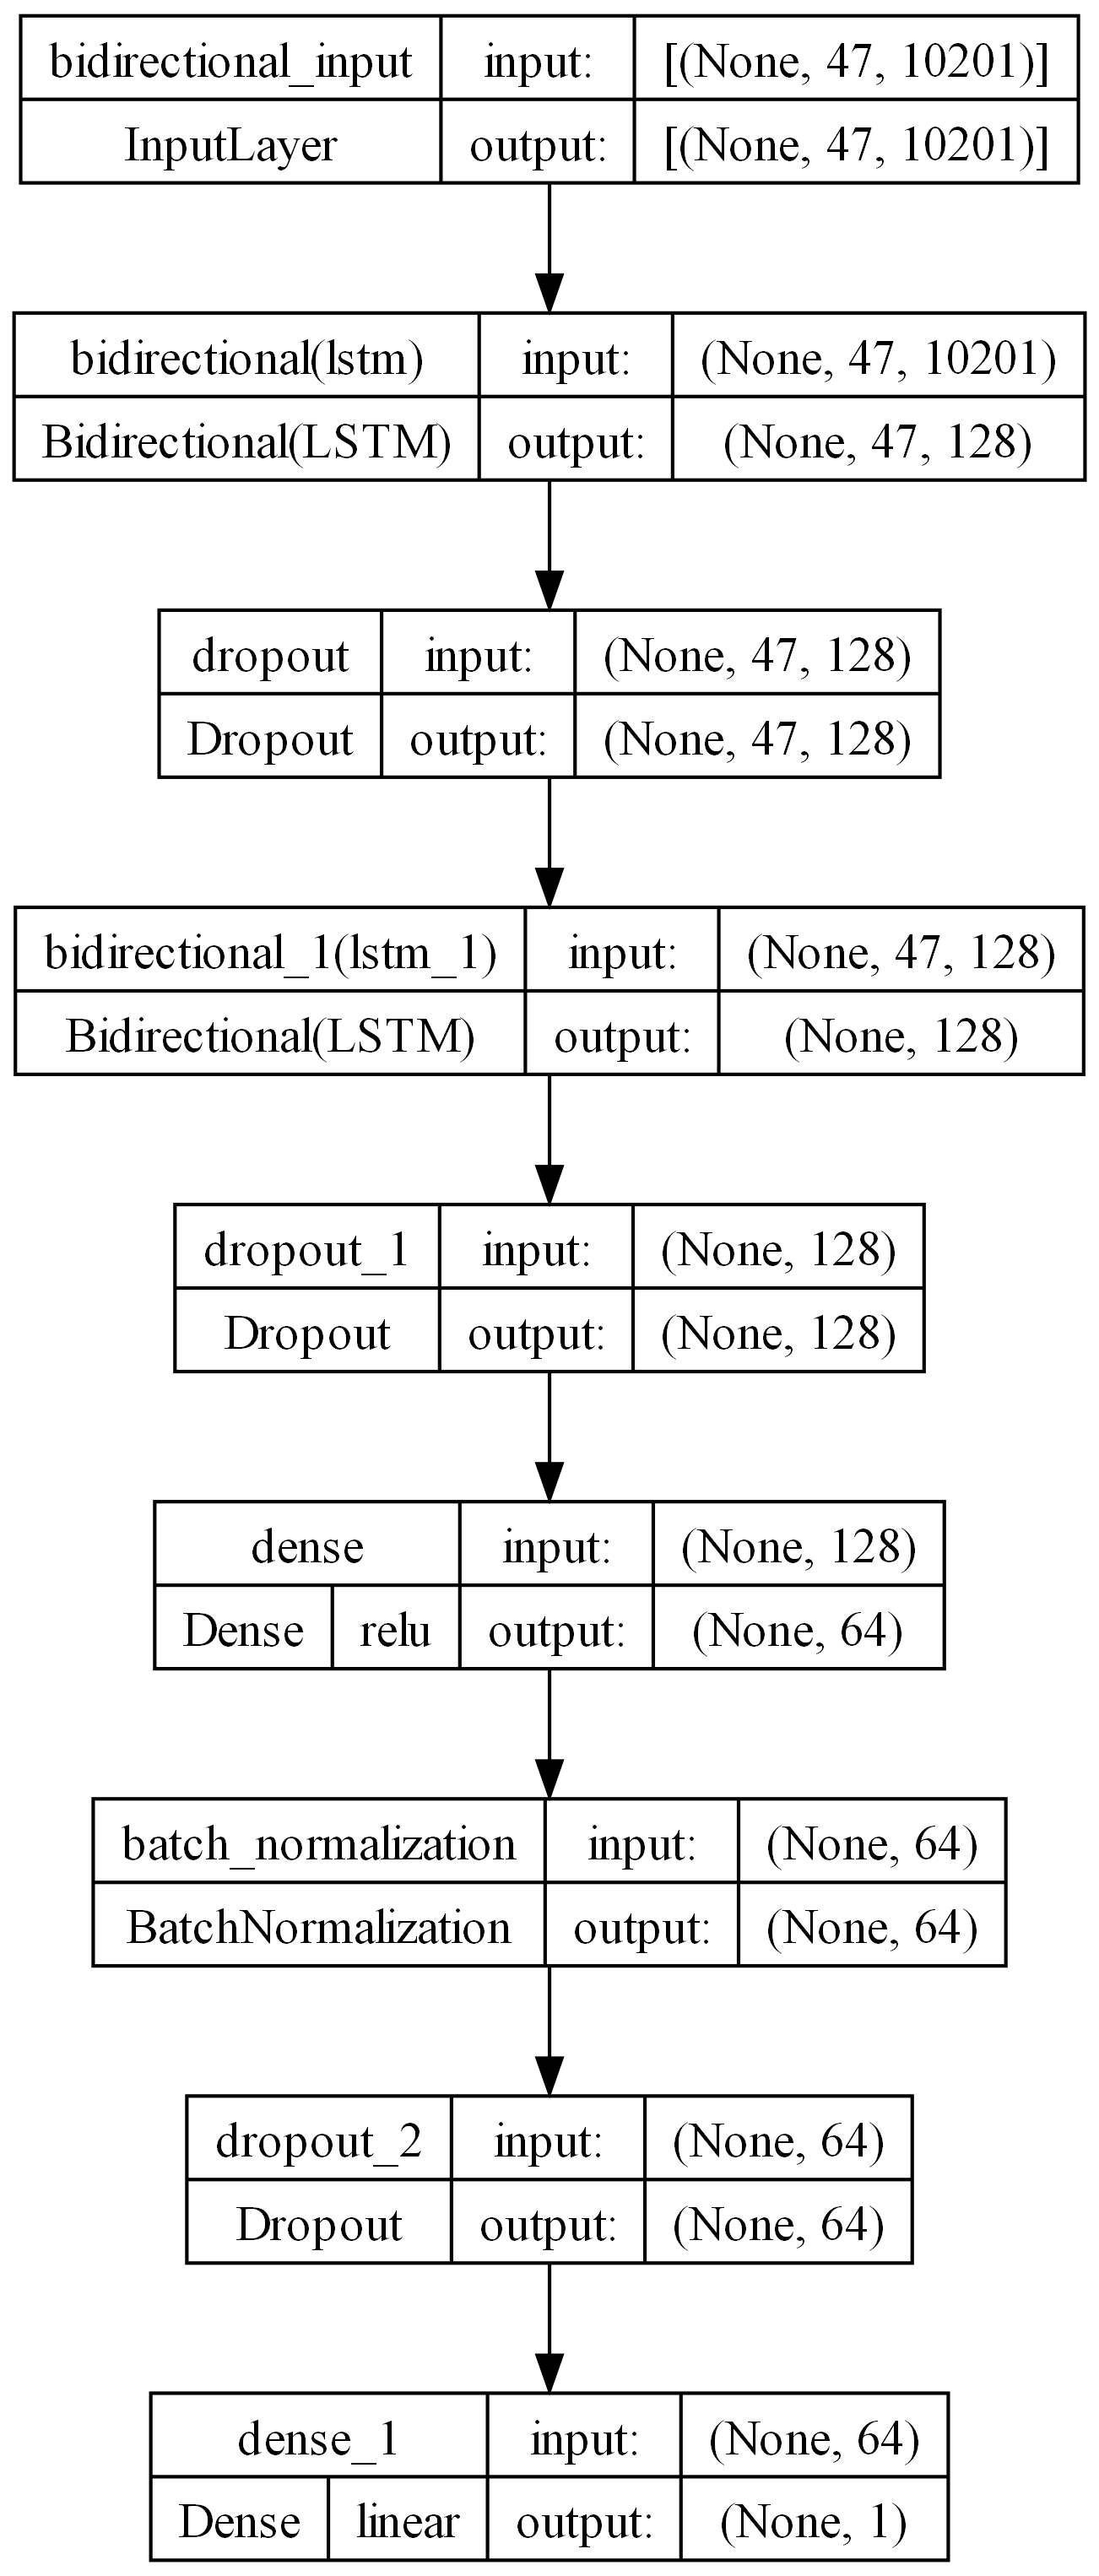 bidirectional_input input: [(None, 47, 10201)]
InputLayer output: [(None, 47, 10201)]
bidirectional(lstm) input: (None, 47, 10201)
Bidirectional(LSTM) output: (None, 47, 128)
dropout input: (None, 47, 128)
Dropout output: (None, 47, 128)
bidirectional_1(lstm_1) input: (None, 47, 128)
Bidirectional(LSTM) output: (None, 128)
dropout_1 input: (None, 128)
Dropout output: (None, 128)
dense input: (None, 128)
Dense relu output: (None, 64)
batch_normalization input: (None, 64)
BatchNormalization output: (None, 64)
dropout_2 input: (None, 64)
Dropout output: (None, 64)
dense_1 input: (None, 64)
Dense linear output: (None, 1)